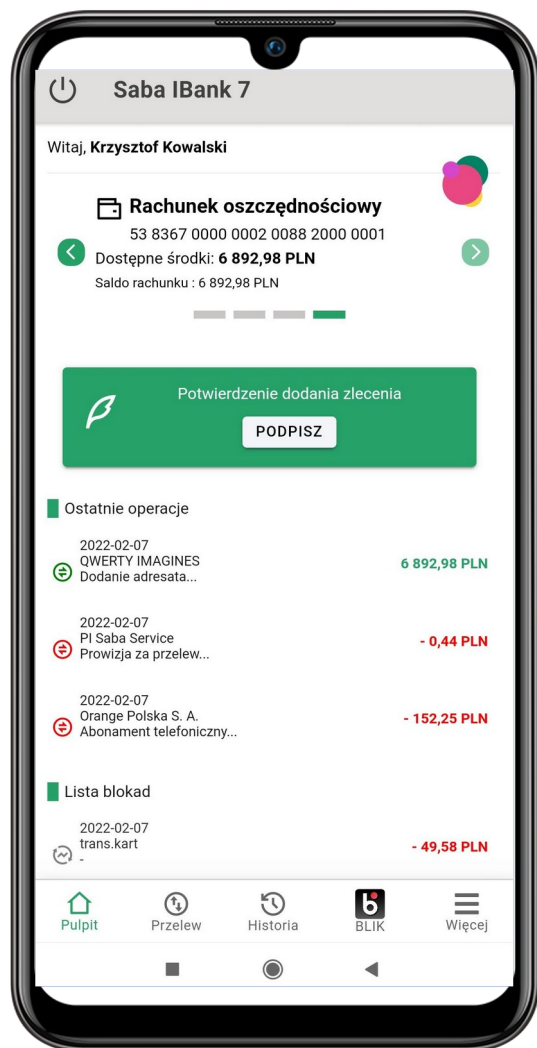 Saba IBank 7
Witaj, Krzysztof Kowalski
Rachunek oszczędnościowy
53 8367 0000 0002 0088 2000 0001
Dostępne środki: 6 892,98 PLN
Saldo rachunku : 6 892,98 PLN
Potwierdzenie dodania zlecenia
PODPISZ
Ostatnie operacje
2022-02-07
QWERTY IMAGINES
6 892,98 PLN
Dodanie adresata...
2022-02-07
PI Saba Service
- 0,44 PLN
Prowizja za przelew...
2022-02-07
Orange Polska S. A.
- 152,25 PLN
Abonament telefoniczny...
Lista blokad
2022-02-07
trans.kart
- 49,58 PLN
-
Pulpit
Przelew
Historia
b
BLIK
Więcej